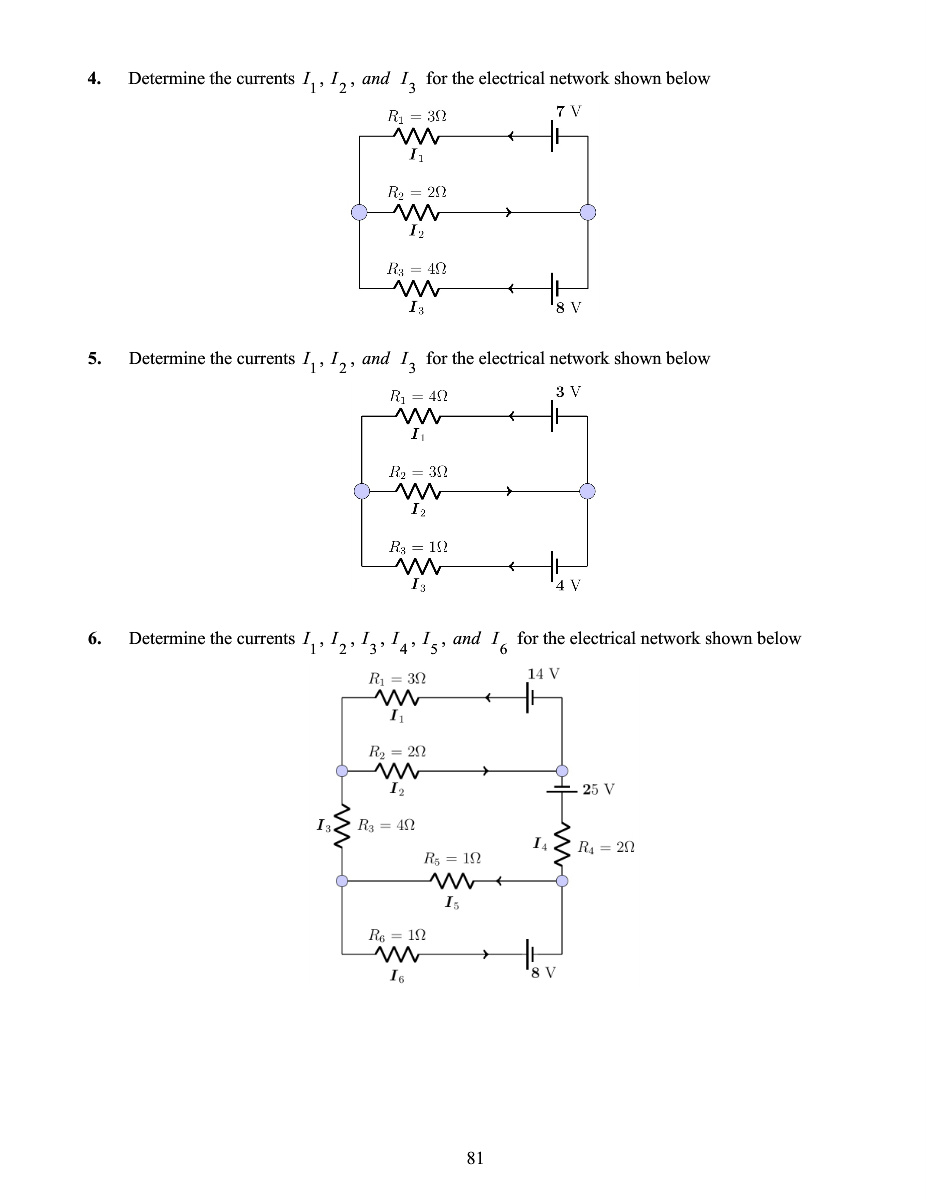 4. Determine the currents I₁, I₂, and I₃ for the electrical network shown below
R₁ = 3Ω
7 V
I₁
R₂ = 2Ω
I₂
R₃ = 4Ω
I₃
8 V
5. Determine the currents I₁, I₂, and I₃ for the electrical network shown below
R₁ = 4Ω
3 V
I₁
R₂ = 3Ω
I₂
R₃ = 1Ω
I₃
4 V
6. Determine the currents I₁, I₂, I₃, I₄, I₅, and I₆ for the electrical network shown below
R₁ = 3Ω
14 V
I₁
R₂ = 2Ω
I₂
25 V
I₃
R₃ = 4Ω
I₄
R₄ = 2Ω
R₅ = 1Ω
I₅
R₆ = 1Ω
I₆
8 V
81